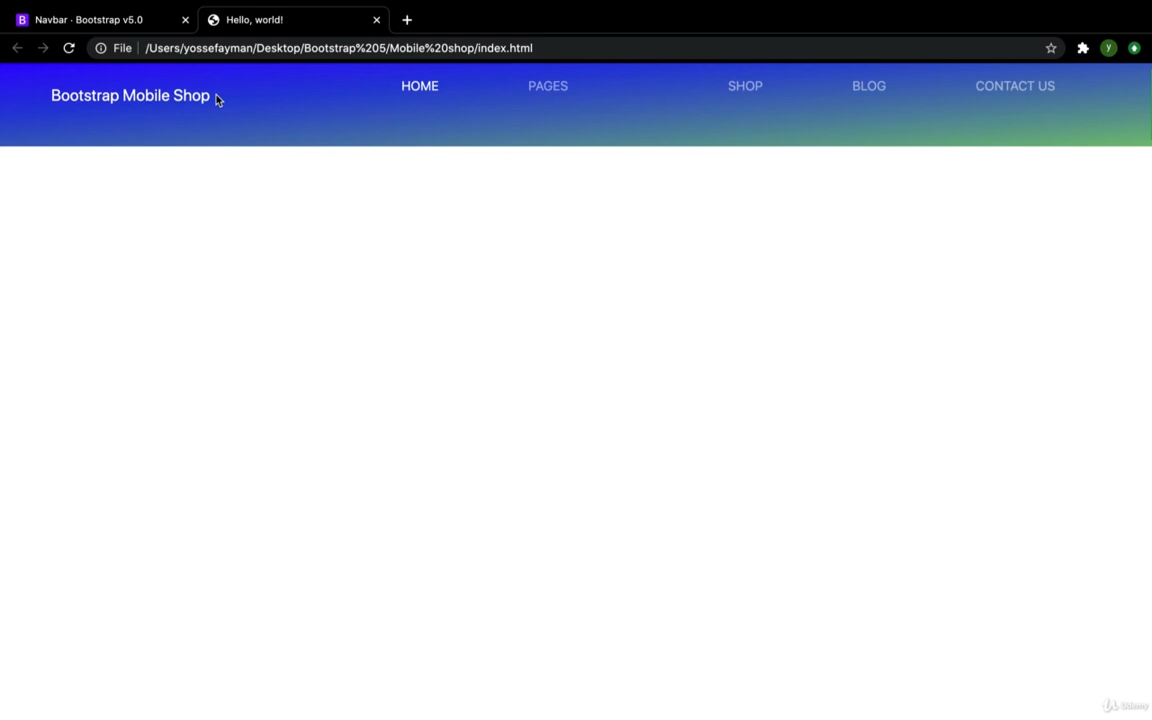 B Navbar · Bootstrap v5.0
Hello, world!
File /Users/yossefayman/Desktop/Bootstrap%205/Mobile%20shop/index.html
y
Bootstrap Mobile Shop
HOME PAGES SHOP BLOG CONTACT US
Udemy